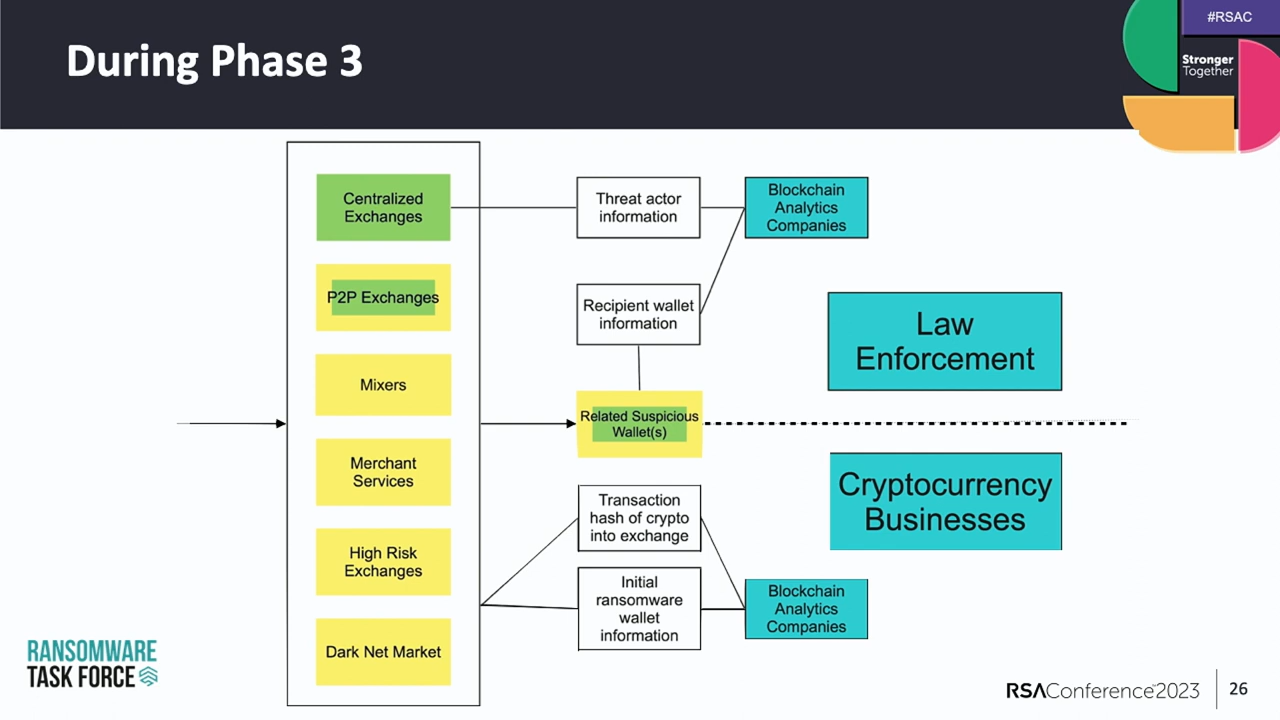 During Phase 3
#RSAC
Stronger
Together
Centralized
Exchanges
P2P Exchanges
Mixers
Merchant
Services
High Risk
Exchanges
Dark Net Market
Threat actor
information
Recipient wallet
information
Related Suspicious
Wallet(s)
Transaction
hash of crypto
into exchange
Initial
ransomware
wallet
information
Blockchain
Analytics
Companies
Law
Enforcement
Cryptocurrency
Businesses
Blockchain
Analytics
Companies
RANSOMWARE
TASK FORCE
RSAConference™2023
26